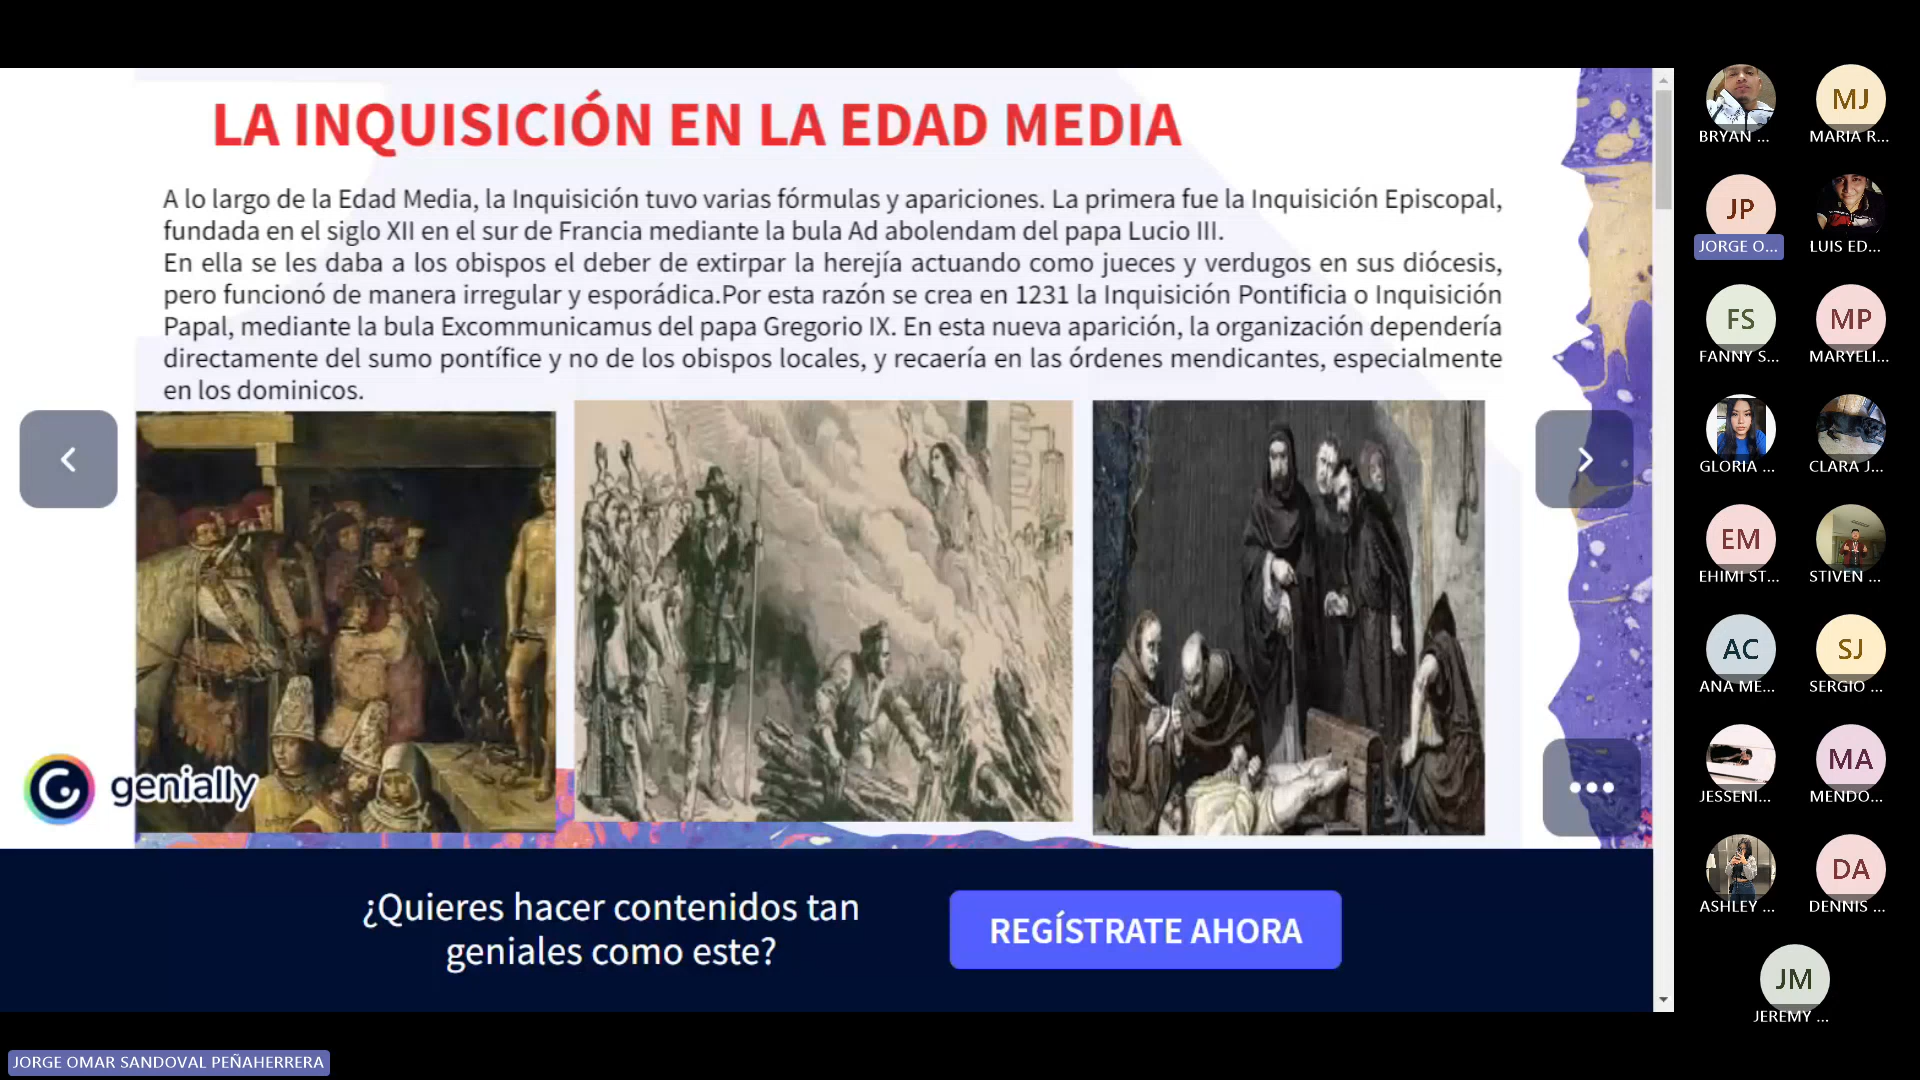 LA INQUISICIÓN EN LA EDAD MEDIA
A lo largo de la Edad Media, la Inquisición tuvo varias fórmulas y apariciones. La primera fue la Inquisición Episcopal,
fundada en el siglo XII en el sur de Francia mediante la bula Ad abolendam del papa Lucio III.
En ella se les daba a los obispos el deber de extirpar la herejía actuando como jueces y verdugos en sus diócesis,
pero funcionó de manera irregular y esporádica.Por esta razón se crea en 1231 la Inquisición Pontificia o Inquisición
Papal, mediante la bula Excommunicamus del papa Gregorio IX. En esta nueva aparición, la organización dependería
directamente del sumo pontífice y no de los obispos locales, y recaería en las órdenes mendicantes, especialmente
en los dominicos.
genially
¿Quieres hacer contenidos tan
geniales como este?
REGÍSTRATE AHORA
JORGE OMAR SANDOVAL PEÑAHERRERA
BRYAN ...
MJ
MARIA R...
JP
JORGE O...
LUIS ED...
FS
FANNY S...
MP
MARYELI...
GLORIA ...
CLARA J...
EM
EHIMI ST...
STIVEN ...
AC
ANA ME...
SJ
SERGIO ...
JESSENI...
MA
MENDO...
ASHLEY ...
DA
DENNIS ...
JM
JEREMY ...